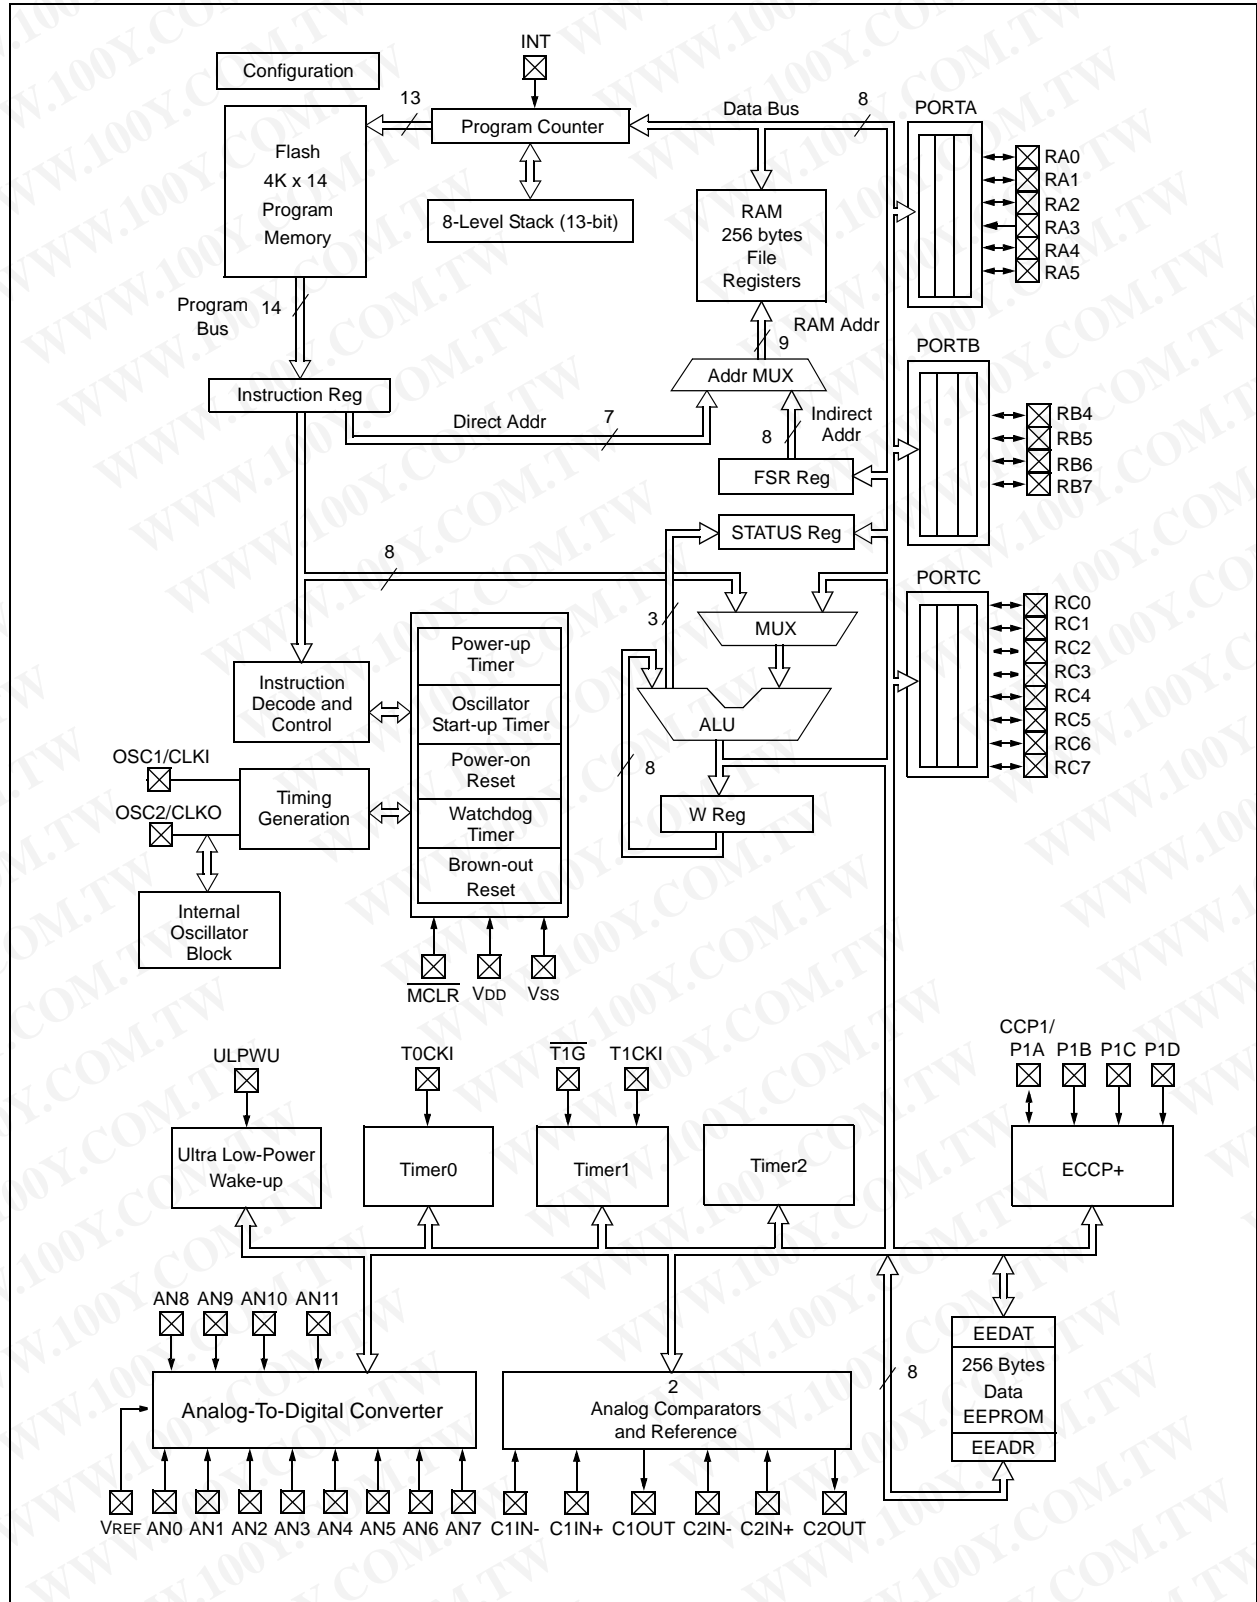 INT
Configuration
13
Program Counter
Data Bus
8
PORTA
Flash
4K x 14
Program
Memory
8-Level Stack (13-bit)
RAM
256 bytes
File
Registers
RA0
RA1
RA2
RA3
RA4
RA5
Program
Bus
14
RAM Addr
9
PORTB
Addr MUX
Instruction Reg
Direct Addr
7
Indirect
Addr
8
FSR Reg
RB4
RB5
RB6
RB7
STATUS Reg
8
PORTC
3
MUX
RC0
RC1
RC2
RC3
RC4
RC5
RC6
RC7
Power-up
Timer
Instruction
Decode and
Control
Oscillator
Start-up Timer
ALU
8
OSC1/CLKI
Power-on
Reset
Timing
Generation
OSC2/CLKO
Watchdog
Timer
W Reg
Brown-out
Reset
Internal
Oscillator
Block
MCLR
VDD
VSS
ULPWU
T0CKI
T1G
T1CKI
CCP1/
P1A
P1B
P1C
P1D
Ultra Low-Power
Wake-up
Timer0
Timer1
Timer2
ECCP+
AN8
AN9
AN10
AN11
EEDAT
256 Bytes
Data
EEPROM
EEADR
8
Analog-To-Digital Converter
2
Analog Comparators
and Reference
VREF
AN0
AN1
AN2
AN3
AN4
AN5
AN6
AN7
C1IN-
C1IN+
C1OUT
C2IN-
C2IN+
C2OUT
WWW.100Y.COM.TW